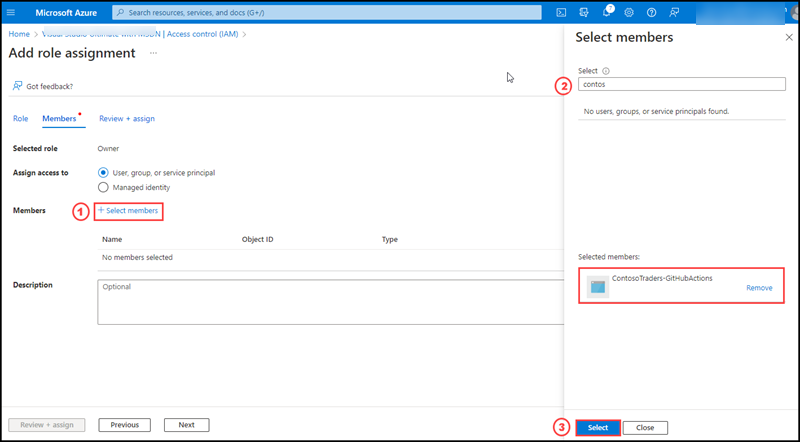 Microsoft Azure
Search resources, services, and docs (G+/)
7
Home > Visual Studio Ultimate with MSDN | Access control (IAM) >
Add role assignment ...
Got feedback?
Role Members Review + assign
Selected role Owner
Assign access to User, group, or service principal
Managed identity
Members 1 + Select members
Name Object ID Type
No members selected
Description Optional
Review + assign Previous Next
Select members
Select
2 contos
No users, groups, or service principals found.
Selected members:
ContosoTraders-GitHubActions
Remove
3 Select Close